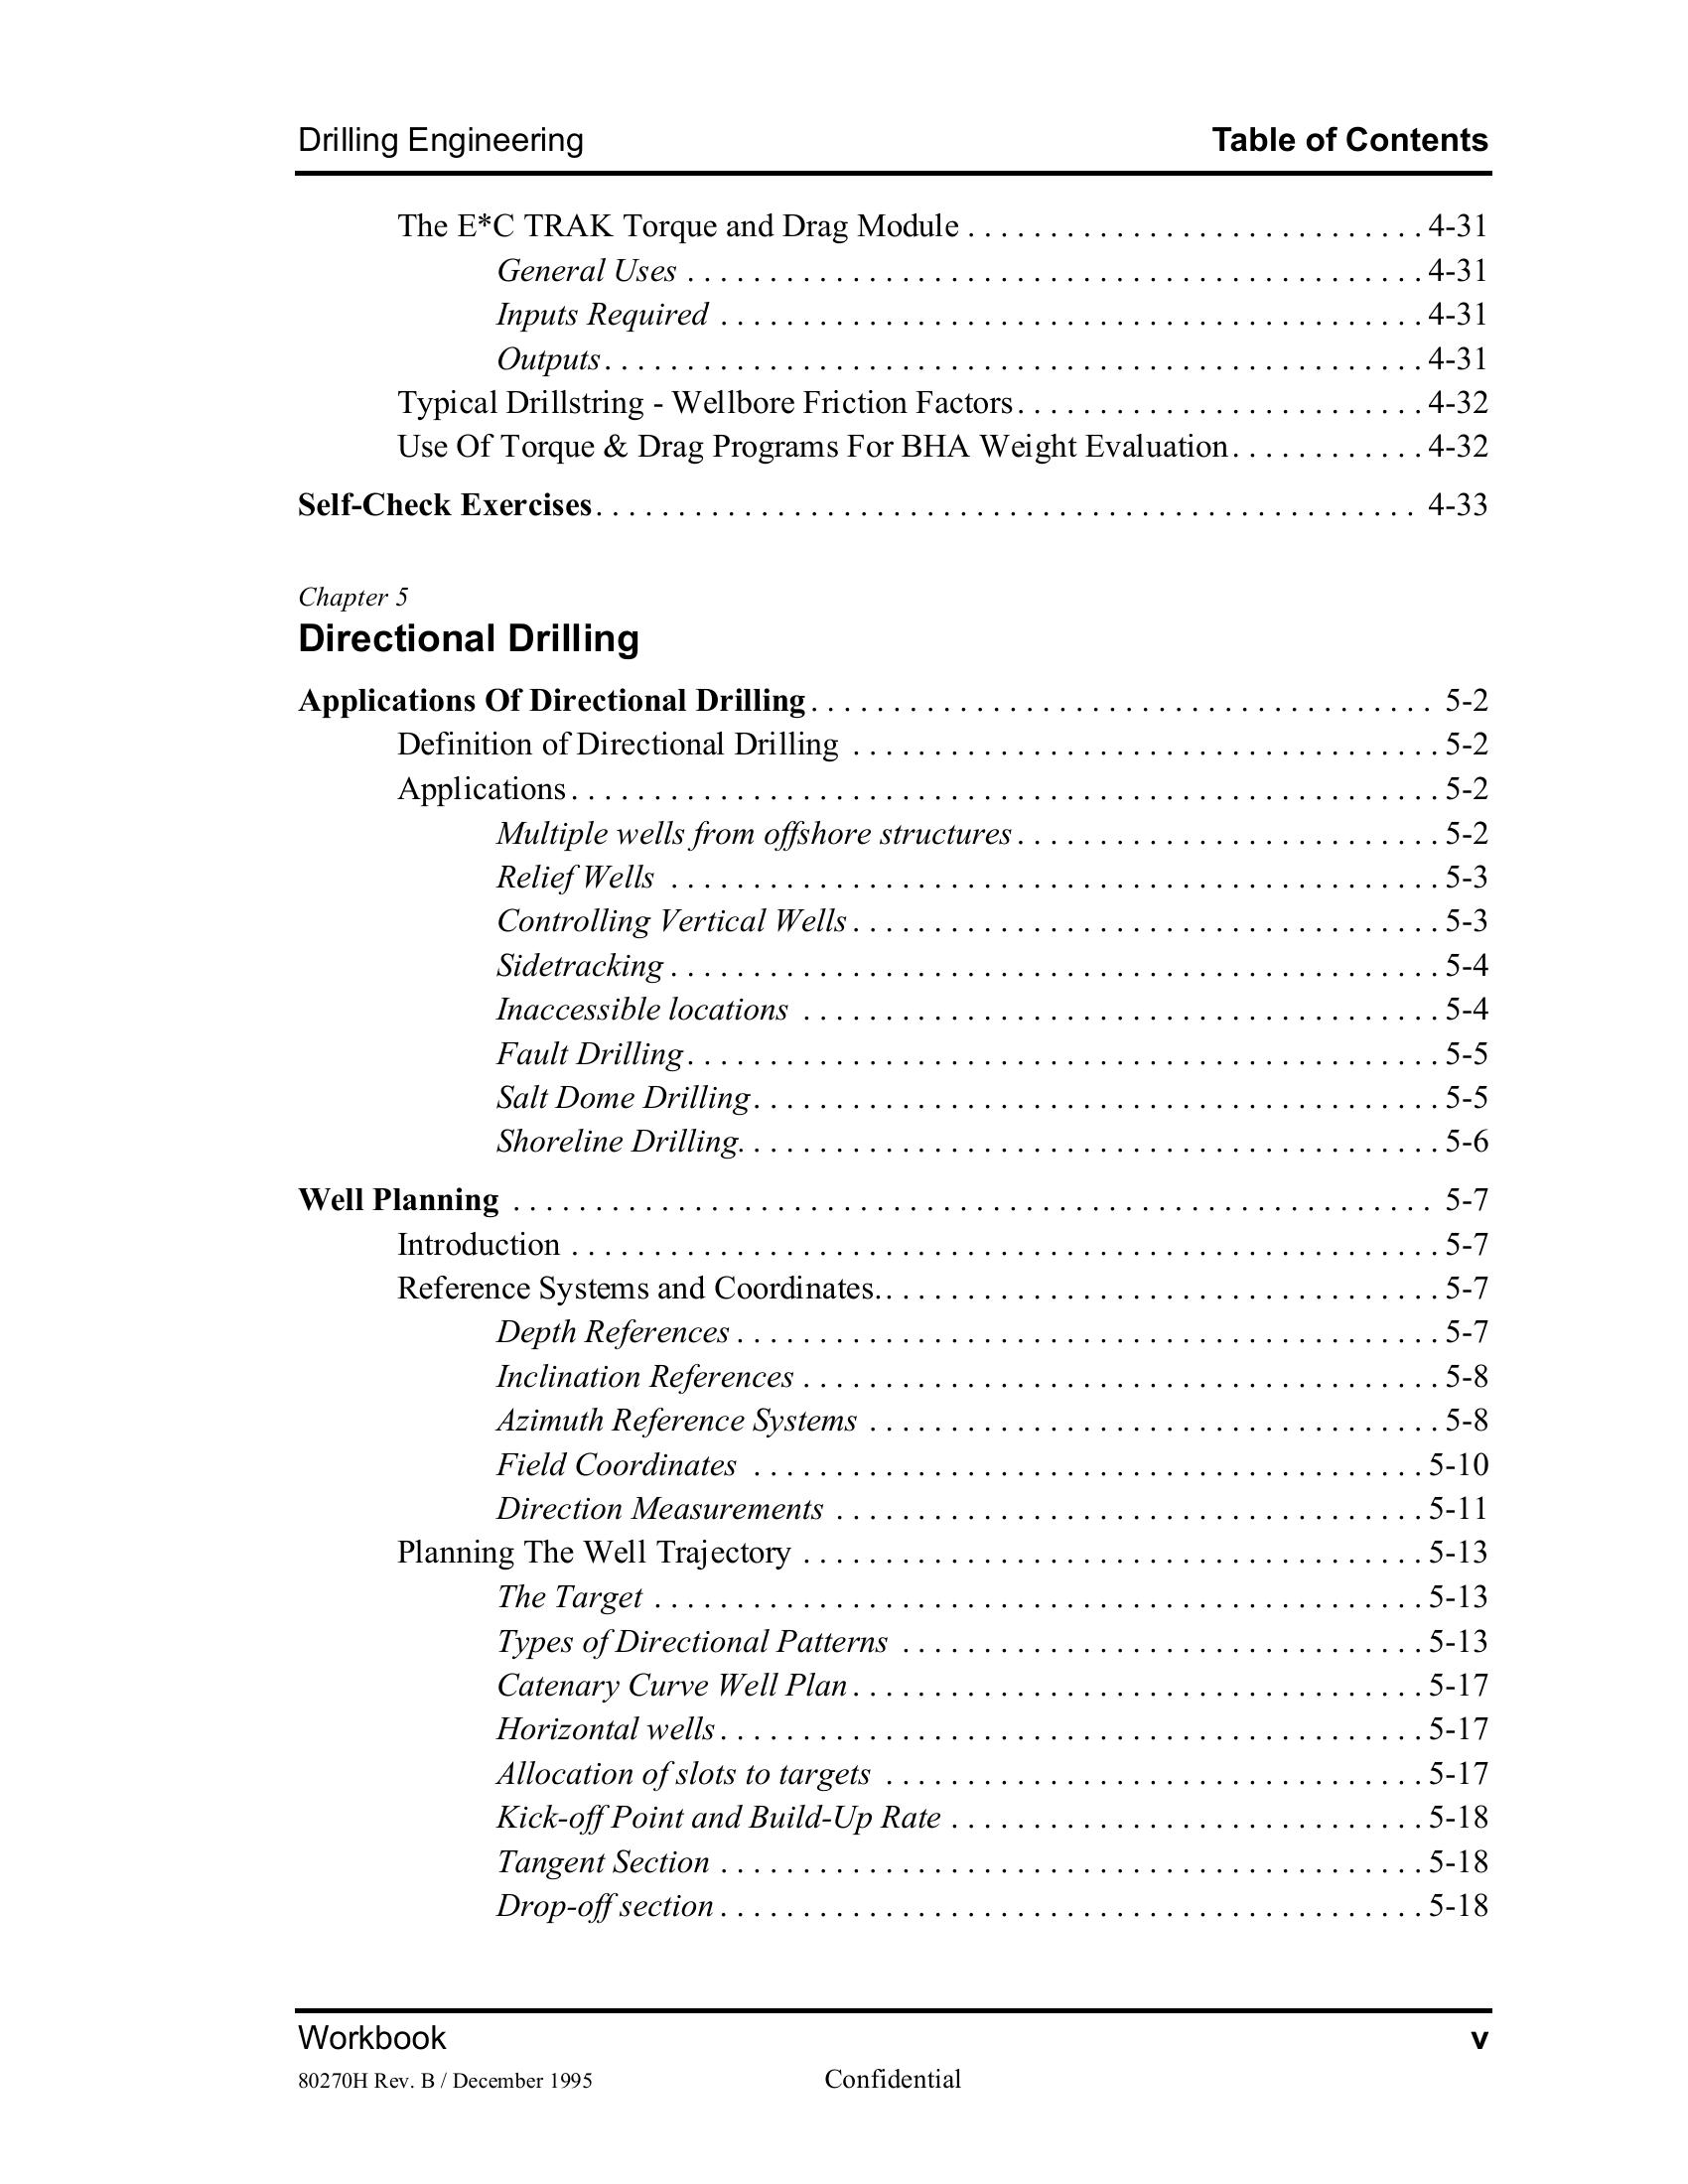 Drilling Engineering Table of Contents
The E*C TRAK Torque and Drag Module . . . . . . . . . . . . . . . . . . . . . . . . . . . . 4-31
General Uses . . . . . . . . . . . . . . . . . . . . . . . . . . . . . . . . . . . . . . . . . . . . . 4-31
Inputs Required . . . . . . . . . . . . . . . . . . . . . . . . . . . . . . . . . . . . . . . . . . . 4-31
Outputs. . . . . . . . . . . . . . . . . . . . . . . . . . . . . . . . . . . . . . . . . . . . . . . . . . 4-31
Typical Drillstring - Wellbore Friction Factors. . . . . . . . . . . . . . . . . . . . . . . . . 4-32
Use Of Torque & Drag Programs For BHA Weight Evaluation. . . . . . . . . . . . 4-32
Self-Check Exercises. . . . . . . . . . . . . . . . . . . . . . . . . . . . . . . . . . . . . . . . . . . . . . . . . . 4-33
Chapter 5
Directional Drilling
Applications Of Directional Drilling . . . . . . . . . . . . . . . . . . . . . . . . . . . . . . . . . . . . . . 5-2
Definition of Directional Drilling . . . . . . . . . . . . . . . . . . . . . . . . . . . . . . . . . . . . 5-2
Applications . . . . . . . . . . . . . . . . . . . . . . . . . . . . . . . . . . . . . . . . . . . . . . . . . . . . . 5-2
Multiple wells from offshore structures . . . . . . . . . . . . . . . . . . . . . . . . . . 5-2
Relief Wells . . . . . . . . . . . . . . . . . . . . . . . . . . . . . . . . . . . . . . . . . . . . . . . 5-3
Controlling Vertical Wells . . . . . . . . . . . . . . . . . . . . . . . . . . . . . . . . . . . . 5-3
Sidetracking . . . . . . . . . . . . . . . . . . . . . . . . . . . . . . . . . . . . . . . . . . . . . . . 5-4
Inaccessible locations . . . . . . . . . . . . . . . . . . . . . . . . . . . . . . . . . . . . . . . 5-4
Fault Drilling . . . . . . . . . . . . . . . . . . . . . . . . . . . . . . . . . . . . . . . . . . . . . . 5-5
Salt Dome Drilling . . . . . . . . . . . . . . . . . . . . . . . . . . . . . . . . . . . . . . . . . . 5-5
Shoreline Drilling. . . . . . . . . . . . . . . . . . . . . . . . . . . . . . . . . . . . . . . . . . . 5-6
Well Planning . . . . . . . . . . . . . . . . . . . . . . . . . . . . . . . . . . . . . . . . . . . . . . . . . . . . . . . . 5-7
Introduction . . . . . . . . . . . . . . . . . . . . . . . . . . . . . . . . . . . . . . . . . . . . . . . . . . . . . 5-7
Reference Systems and Coordinates. . . . . . . . . . . . . . . . . . . . . . . . . . . . . . . . . . . 5-7
Depth References . . . . . . . . . . . . . . . . . . . . . . . . . . . . . . . . . . . . . . . . . . . 5-7
Inclination References . . . . . . . . . . . . . . . . . . . . . . . . . . . . . . . . . . . . . . . 5-8
Azimuth Reference Systems . . . . . . . . . . . . . . . . . . . . . . . . . . . . . . . . . . . 5-8
Field Coordinates . . . . . . . . . . . . . . . . . . . . . . . . . . . . . . . . . . . . . . . . . 5-10
Direction Measurements . . . . . . . . . . . . . . . . . . . . . . . . . . . . . . . . . . . . 5-11
Planning The Well Trajectory . . . . . . . . . . . . . . . . . . . . . . . . . . . . . . . . . . . . . . 5-13
The Target . . . . . . . . . . . . . . . . . . . . . . . . . . . . . . . . . . . . . . . . . . . . . . . 5-13
Types of Directional Patterns . . . . . . . . . . . . . . . . . . . . . . . . . . . . . . . . 5-13
Catenary Curve Well Plan . . . . . . . . . . . . . . . . . . . . . . . . . . . . . . . . . . . 5-17
Horizontal wells . . . . . . . . . . . . . . . . . . . . . . . . . . . . . . . . . . . . . . . . . . . 5-17
Allocation of slots to targets . . . . . . . . . . . . . . . . . . . . . . . . . . . . . . . . . 5-17
Kick-off Point and Build-Up Rate . . . . . . . . . . . . . . . . . . . . . . . . . . . . . 5-18
Tangent Section . . . . . . . . . . . . . . . . . . . . . . . . . . . . . . . . . . . . . . . . . . . 5-18
Drop-off section . . . . . . . . . . . . . . . . . . . . . . . . . . . . . . . . . . . . . . . . . . . 5-18
Workbook v
80270H Rev. B / December 1995 Confidential